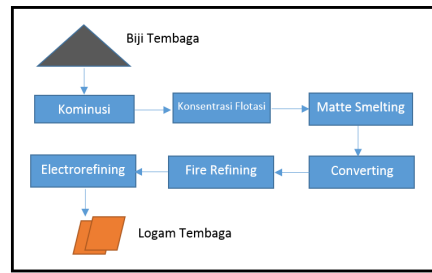 Biji Tembaga
Kominusi
Konsentrasi Flotasi
Matte Smelting
Electrorefining
Fire Refining
Converting
Logam Tembaga